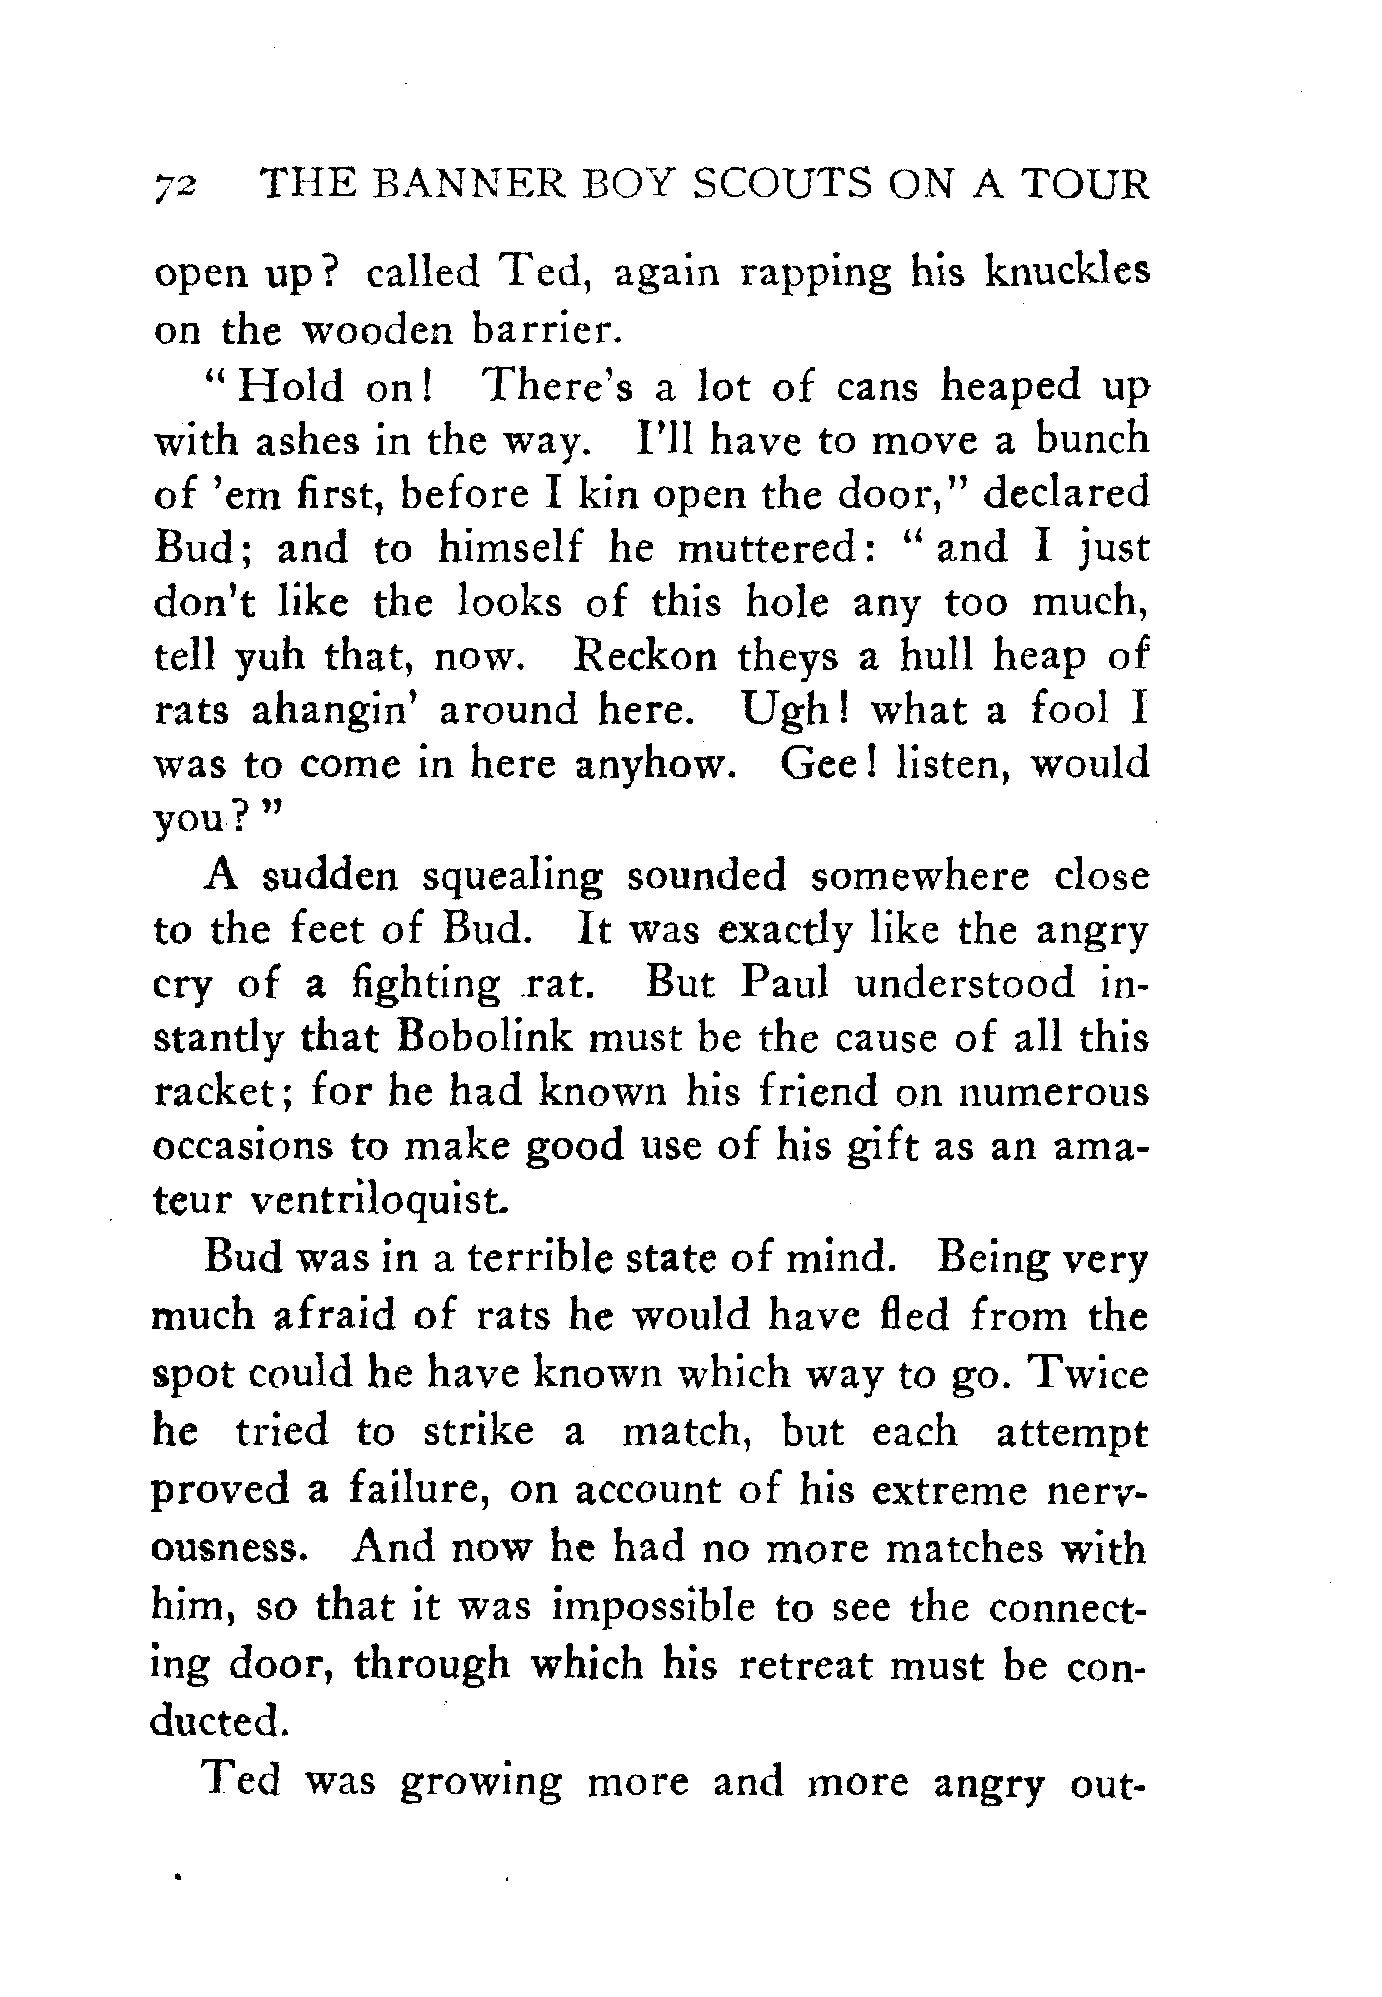 72 THE BANNER BOY SCOUTS ON A TOUR
open up? called Ted, again rapping his knuckles
on the wooden barrier.
"Hold on! There's a lot of cans heaped up
with ashes in the way. I'll have to move a bunch
of 'em first, before I kin open the door," declared
Bud; and to himself he muttered: "and I just
don't like the looks of this hole any too much,
tell yuh that, now. Reckon theys a hull heap of
rats ahangin' around here. Ugh! what a fool I
was to come in here anyhow. Gee! listen, would
you?"
A sudden squealing sounded somewhere close
to the feet of Bud. It was exactly like the angry
cry of a fighting rat. But Paul understood in-
stantly that Bobolink must be the cause of all this
racket; for he had known his friend on numerous
occasions to make good use of his gift as an ama-
teur ventriloquist.
Bud was in a terrible state of mind. Being very
much afraid of rats he would have fled from the
spot could he have known which way to go. Twice
he tried to strike a match, but each attempt
proved a failure, on account of his extreme nerv-
ousness. And now he had no more matches with
him, so that it was impossible to see the connect-
ing door, through which his retreat must be con-
ducted.
Ted was growing more and more angry out-